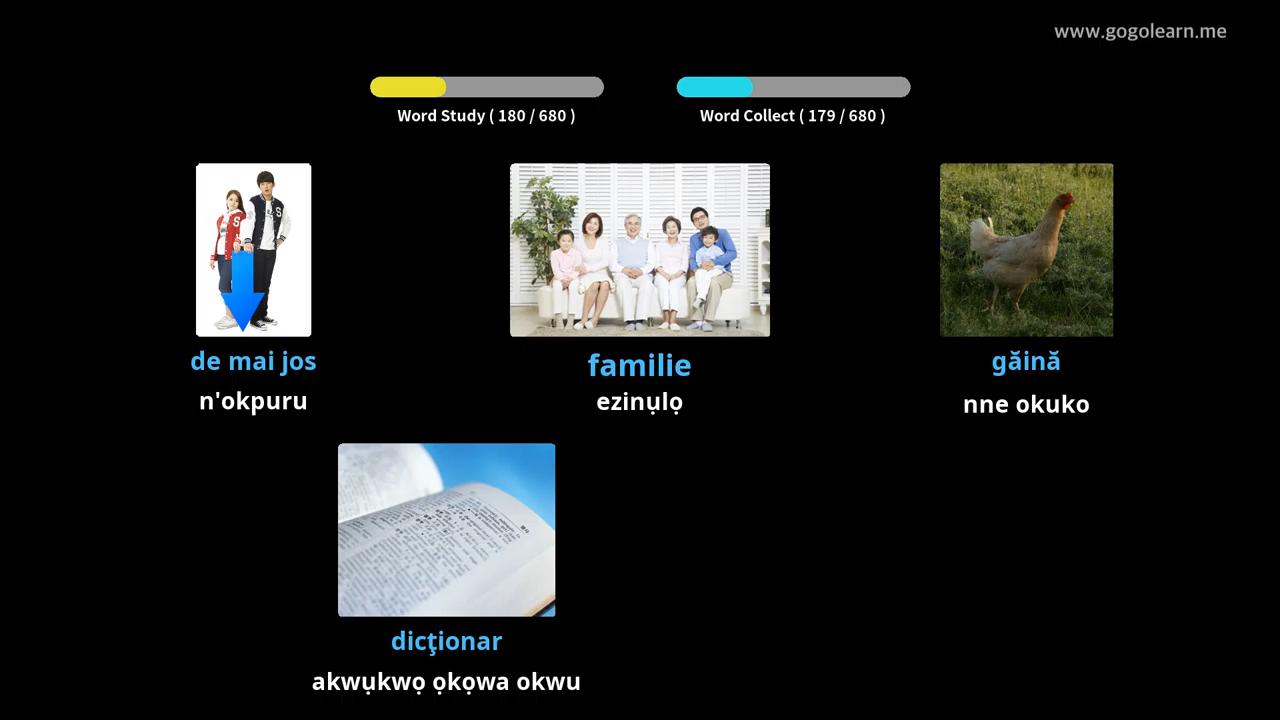 www.gogolearn.me
Word Study ( 180 / 680 )
Word Collect ( 179 / 680 )
de mai jos
n'okpuru
familie
ezinụlọ
găină
nne okuko
dicţionar
akwụkwọ ọkọwa okwu